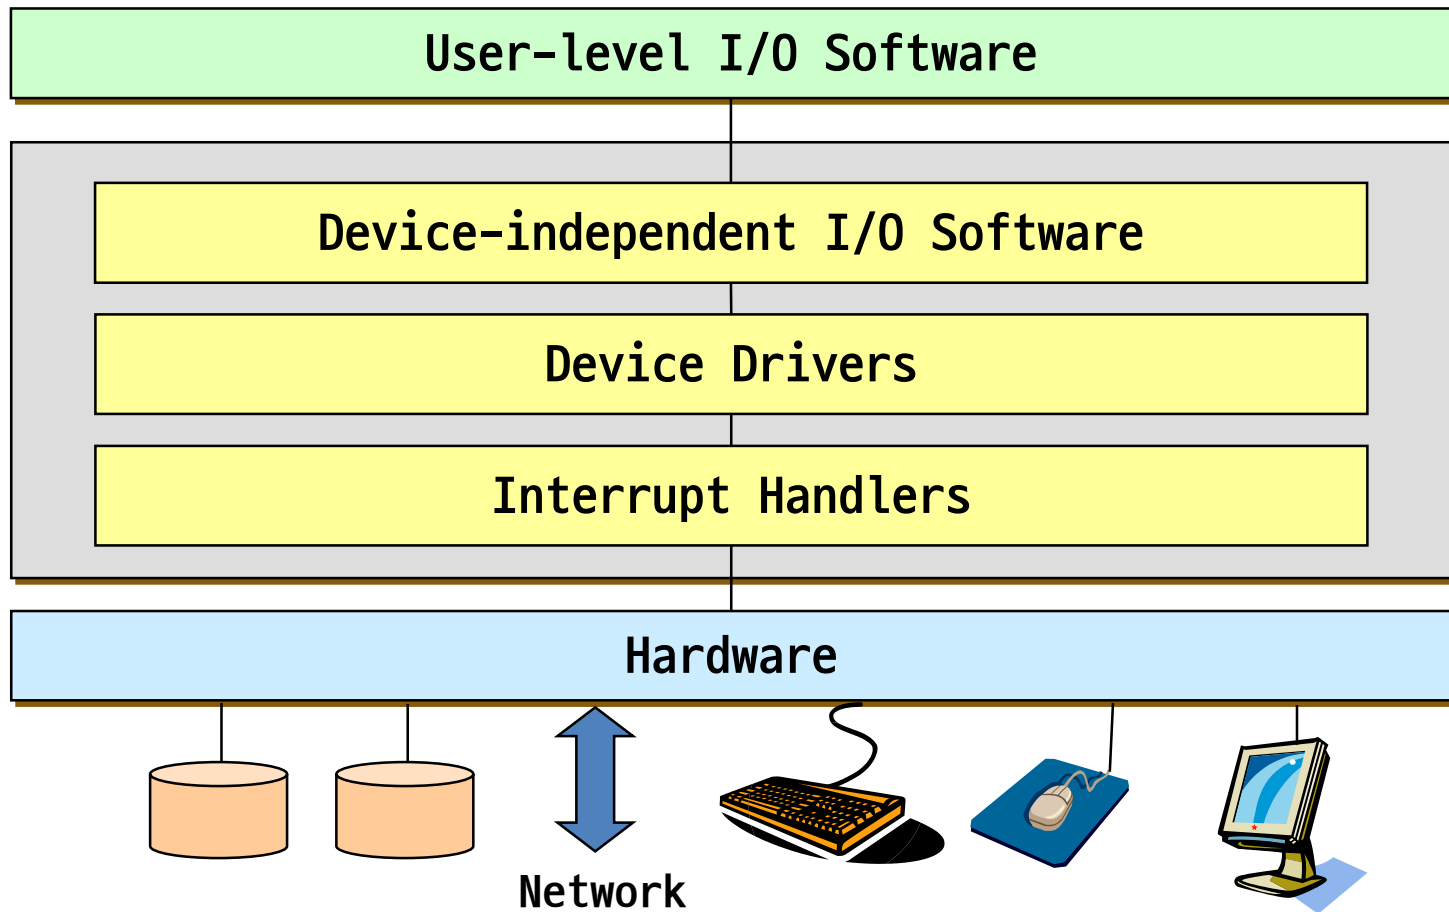 User-level I/O Software
Device-independent I/O Software
Device Drivers
Interrupt Handlers
Hardware
Network